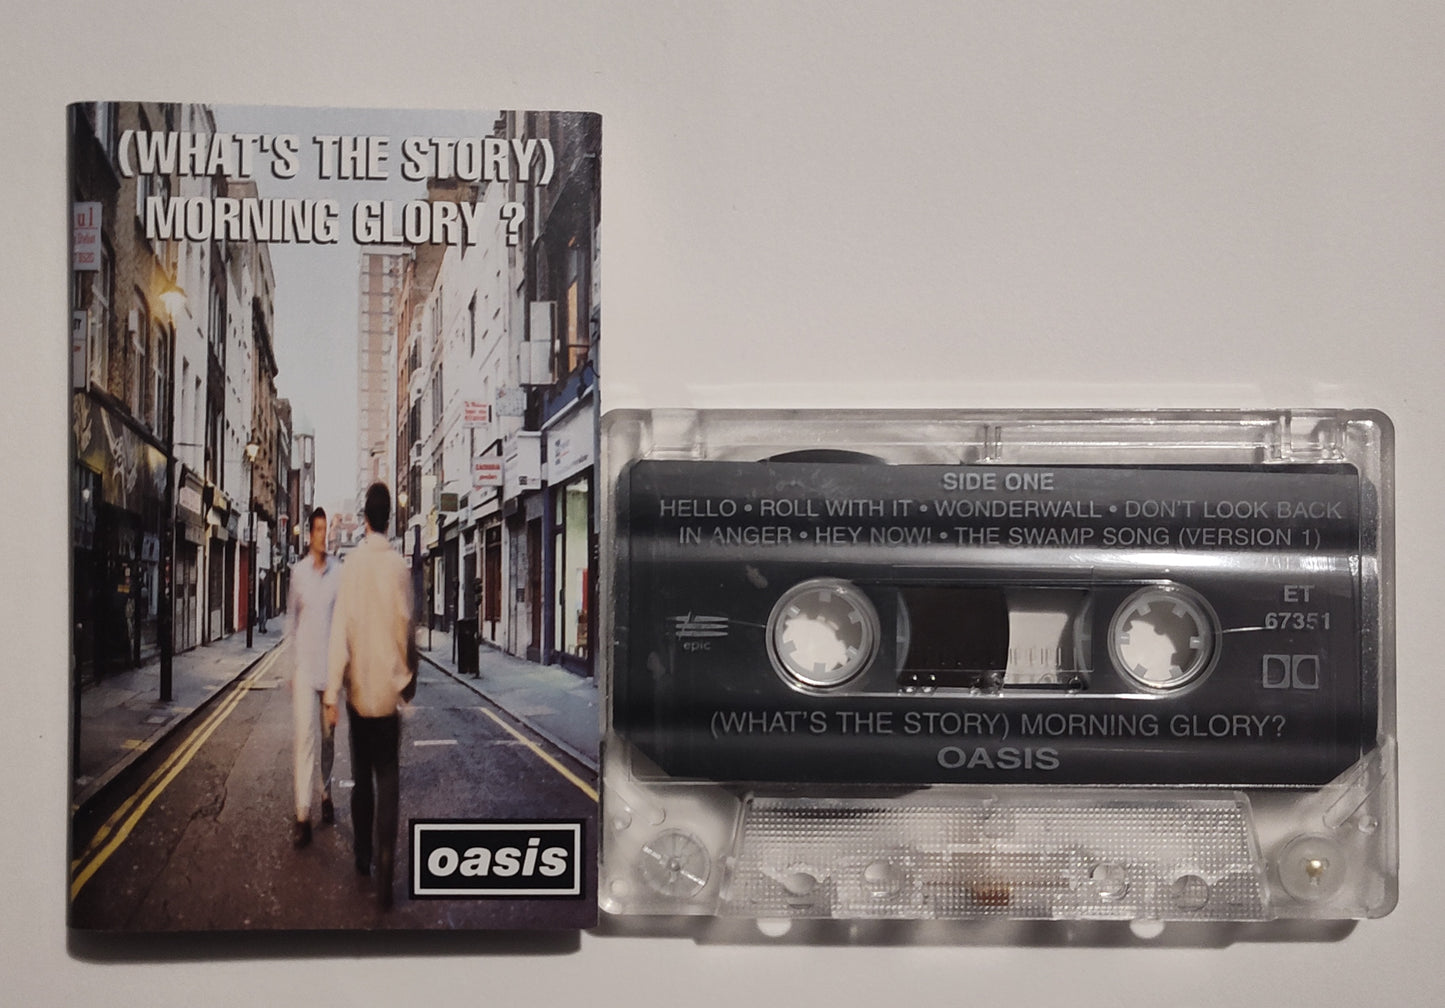 (WHAT'S THE STORY)
MORNING GLORY ?
ul
oasis
SIDE ONE
HELLO • ROLL WITH IT • WONDERWALL • DON'T LOOK BACK
IN ANGER • HEY NOW! • THE SWAMP SONG (VERSION 1)
ET
67351
epic
(WHAT'S THE STORY) MORNING GLORY?
OASIS